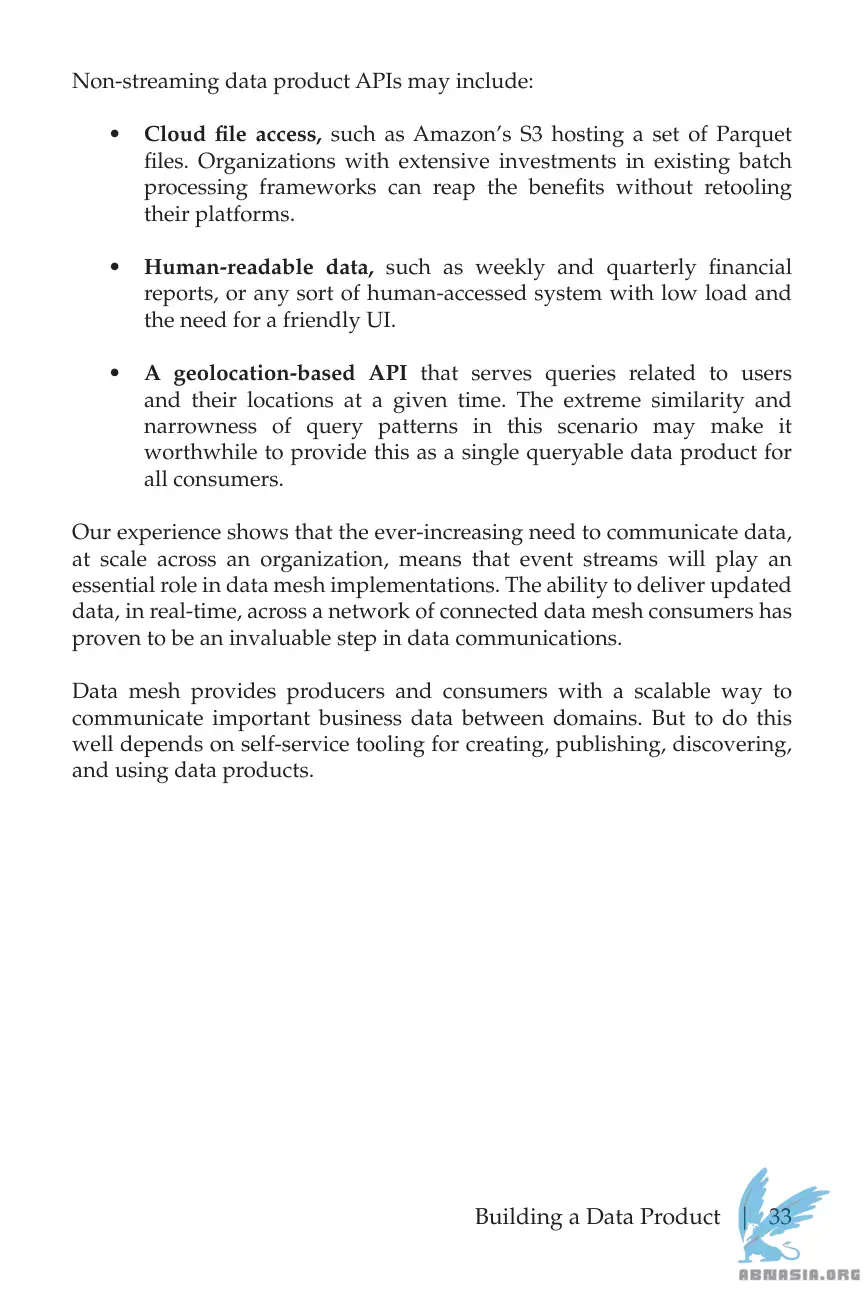 Non-streaming data product APIs may include:
• Cloud file access, such as Amazon’s S3 hosting a set of Parquet
files. Organizations with extensive investments in existing batch
processing frameworks can reap the benefits without retooling
their platforms.
• Human-readable data, such as weekly and quarterly financial
reports, or any sort of human-accessed system with low load and
the need for a friendly UI.
• A geolocation-based API that serves queries related to users
and their locations at a given time. The extreme similarity and
narrowness of query patterns in this scenario may make it
worthwhile to provide this as a single queryable data product for
all consumers.
Our experience shows that the ever-increasing need to communicate data,
at scale across an organization, means that event streams will play an
essential role in data mesh implementations. The ability to deliver updated
data, in real-time, across a network of connected data mesh consumers has
proven to be an invaluable step in data communications.
Data mesh provides producers and consumers with a scalable way to
communicate important business data between domains. But to do this
well depends on self-service tooling for creating, publishing, discovering,
and using data products.
Building a Data Product | 33
ABNASIA.ORG